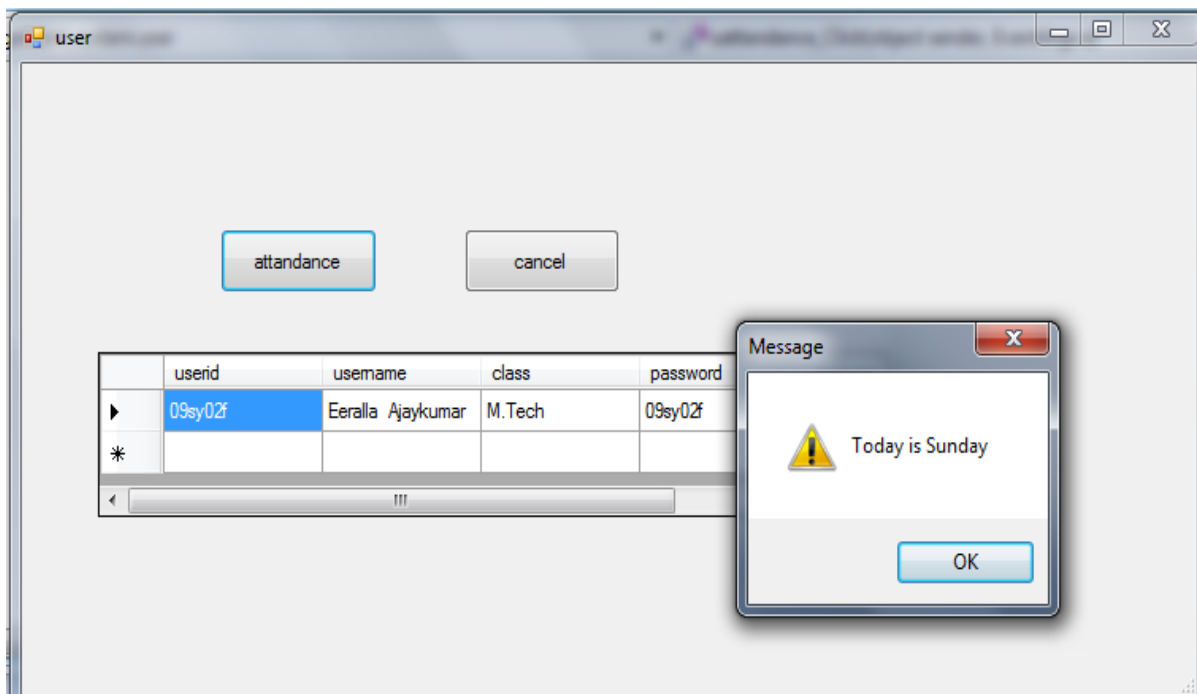 user
attandance cancel
Message
Today is Sunday
OK
userid username class password
09sy02f Eeralla Ajaykumar M.Tech 09sy02f